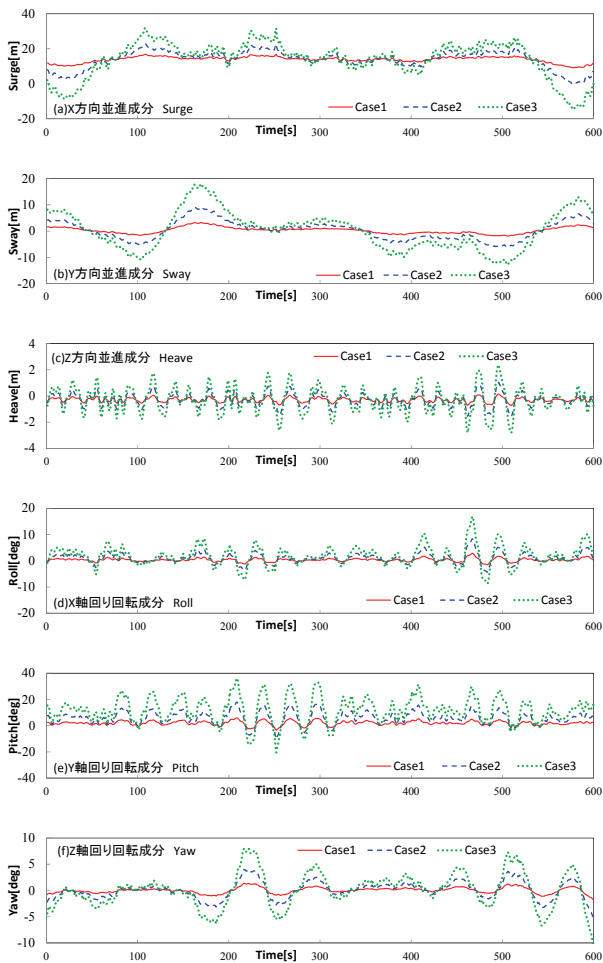 40
20
0
-20
Surge[m]
(a)X方向並進成分 Surge
Case1 Case2 Case3
0 100 200 300 400 500 600
Time[s]
20
10
0
-10
-20
Sway[m]
(b)Y方向並進成分 Sway
Case1 Case2 Case3
0 100 200 300 400 500 600
Time[s]
4
2
0
-2
-4
Heave[m]
(c)Z方向並進成分 Heave
Case1 Case2 Case3
0 100 200 300 400 500 600
Time[s]
20
10
0
-10
-20
Roll[deg]
(d)X軸回り回転成分 Roll
Case1 Case2 Case3
0 100 200 300 400 500 600
Time[s]
40
20
0
-20
-40
Pitch[deg]
(e)Y軸回り回転成分 Pitch
Case1 Case2 Case3
0 100 200 300 400 500 600
Time[s]
10
5
0
-5
-10
Yaw[deg]
(f)Z軸回り回転成分 Yaw
Case1 Case2 Case3
0 100 200 300 400 500 600
Time[s]